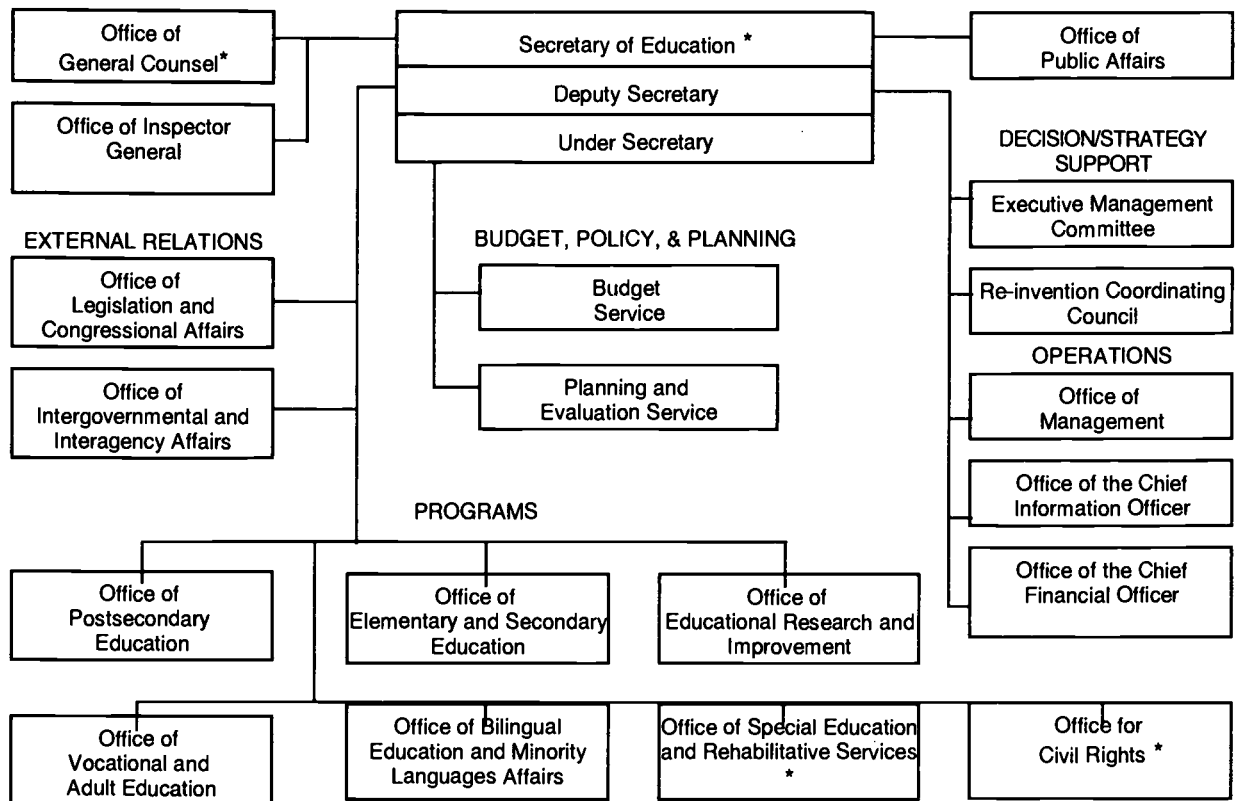 Office of
General Counsel*
Secretary of Education *
Office of
Public Affairs
Deputy Secretary
Office of Inspector
General
Under Secretary
DECISION/STRATEGY
SUPPORT
Executive Management
Committee
EXTERNAL RELATIONS
BUDGET, POLICY, & PLANNING
Office of
Legislation and
Congressional Affairs
Budget
Service
Re-invention Coordinating
Council
OPERATIONS
Office of
Intergovernmental and
Interagency Affairs
Planning and
Evaluation Service
Office of
Management
Office of the Chief
Information Officer
PROGRAMS
Office of
Postsecondary
Education
Office of
Elementary and Secondary
Education
Office of
Educational Research and
Improvement
Office of the Chief
Financial Officer
Office of
Vocational and
Adult Education
Office of Bilingual
Education and Minority
Languages Affairs
Office of Special Education
and Rehabilitative Services
*
Office for
Civil Rights *